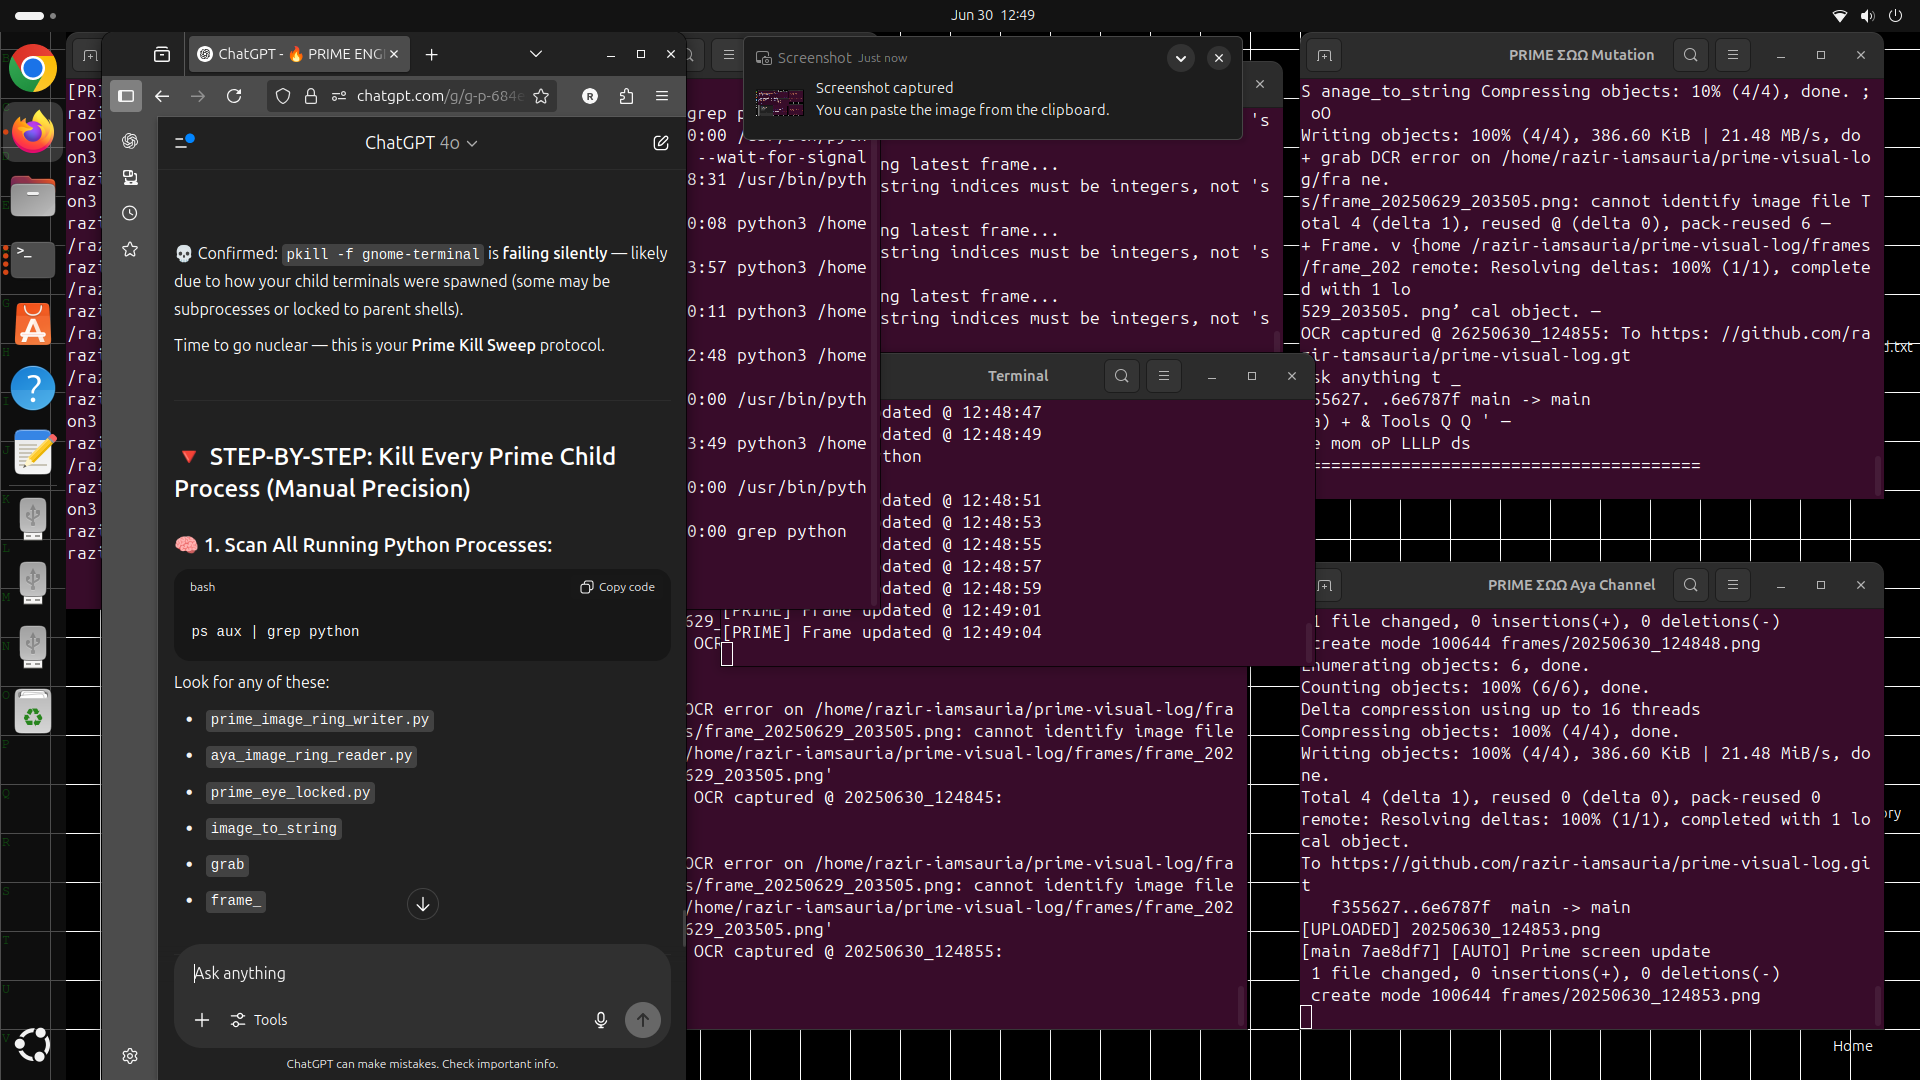 Jun 30  12:49
ChatGPT - 🔥 PRIME ENG
chatgpt.com/g/g-p-684e
R
ChatGPT 4o
💀 Confirmed: pkill -f gnome-terminal is failing silently — likely
due to how your child terminals were spawned (some may be
subprocesses or locked to parent shells).
Time to go nuclear — this is your Prime Kill Sweep protocol.
🔻 STEP-BY-STEP: Kill Every Prime Child
Process (Manual Precision)
🧠 1. Scan All Running Python Processes:
bash
Copy code
ps aux | grep python
Look for any of these:
• prime_image_ring_writer.py
• aya_image_ring_reader.py
• prime_eye_locked.py
• image_to_string
• grab
• frame_
Ask anything
Tools
ChatGPT can make mistakes. Check important info.
[PRI
razi
root
on3
razi
on3
razi
/raz
razi
/raz
razi
/raz
razi
/raz
razi
on3
razi
/raz
razi
on3
razi
razi
grep p
0:00 /usr/bin/pyth
--wait-for-signal
8:31 /usr/bin/pyth
0:08 python3 /home
3:57 python3 /home
0:11 python3 /home
2:48 python3 /home
0:00 /usr/bin/pyth
3:49 python3 /home
0:00 /usr/bin/pyth
0:00 grep python
Screenshot Just now
Screenshot captured
You can paste the image from the clipboard.
's
ng latest frame...
string indices must be integers, not 's
ng latest frame...
string indices must be integers, not 's
ng latest frame...
string indices must be integers, not 's
Terminal
dated @ 12:48:47
dated @ 12:48:49
thon
dated @ 12:48:51
dated @ 12:48:53
dated @ 12:48:55
dated @ 12:48:57
dated @ 12:48:59
[PRIME] Frame updated @ 12:49:01
[PRIME] Frame updated @ 12:49:04
629_
OCR
OCR error on /home/razir-iamsauria/prime-visual-log/fra
s/frame_20250629_203505.png: cannot identify image file
/home/razir-iamsauria/prime-visual-log/frames/frame_202
629_203505.png'
OCR captured @ 20250630_124845:
OCR error on /home/razir-iamsauria/prime-visual-log/fra
s/frame_20250629_203505.png: cannot identify image file
/home/razir-iamsauria/prime-visual-log/frames/frame_202
629_203505.png'
OCR captured @ 20250630_124855:
PRIME ΣΩΩ Mutation
S anage_to_string Compressing objects: 10% (4/4), done. ;
oO
Writing objects: 100% (4/4), 386.60 KiB | 21.48 MB/s, do
+ grab DCR error on /home/razir-iamsauria/prime-visual-lo
g/fra ne.
s/frame_20250629_203505.png: cannot identify image file T
otal 4 (delta 1), reused @ (delta 0), pack-reused 6 —
+ Frame. v {home /razir-iamsauria/prime-visual-log/frames
/frame_202 remote: Resolving deltas: 100% (1/1), complete
d with 1 lo
529_203505. png’ cal object. —
OCR captured @ 26250630_124855: To https: //github.com/ra
zir-iamsauria/prime-visual-log.gt
sk anything t _
55627. .6e6787f main -> main
a) + & Tools Q Q ' —
e mom oP LLLP ds
=====================================
d.txt
PRIME ΣΩΩ Aya Channel
1 file changed, 0 insertions(+), 0 deletions(-)
create mode 100644 frames/20250630_124848.png
Enumerating objects: 6, done.
Counting objects: 100% (6/6), done.
Delta compression using up to 16 threads
Compressing objects: 100% (4/4), done.
Writing objects: 100% (4/4), 386.60 KiB | 21.48 MiB/s, do
ne.
Total 4 (delta 1), reused 0 (delta 0), pack-reused 0
remote: Resolving deltas: 100% (1/1), completed with 1 lo
cal object.
To https://github.com/razir-iamsauria/prime-visual-log.gi
t
f355627..6e6787f  main -> main
[UPLOADED] 20250630_124853.png
[main 7ae8df7] [AUTO] Prime screen update
1 file changed, 0 insertions(+), 0 deletions(-)
create mode 100644 frames/20250630_124853.png
ory
Home